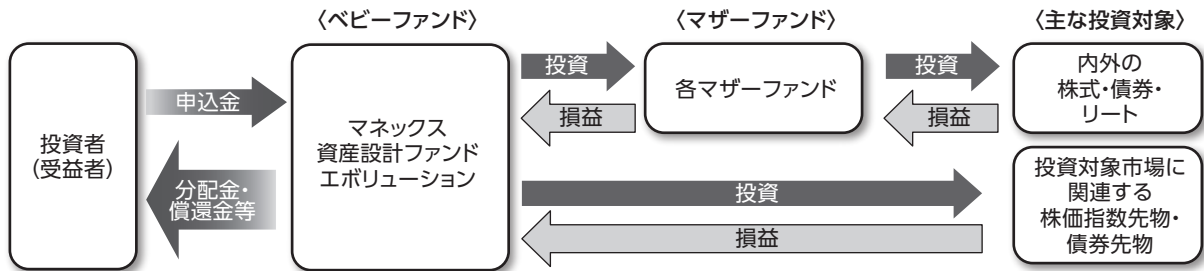 〈ベビーファンド〉
〈マザーファンド〉
〈主な投資対象〉
投資者
(受益者)
申込金
分配金・
償還金等
マネックス
資産設計ファンド
エボリューション
投資
損益
各マザーファンド
投資
損益
内外の
株式・債券・
リート
投資
損益
投資対象市場に
関連する
株価指数先物・
債券先物